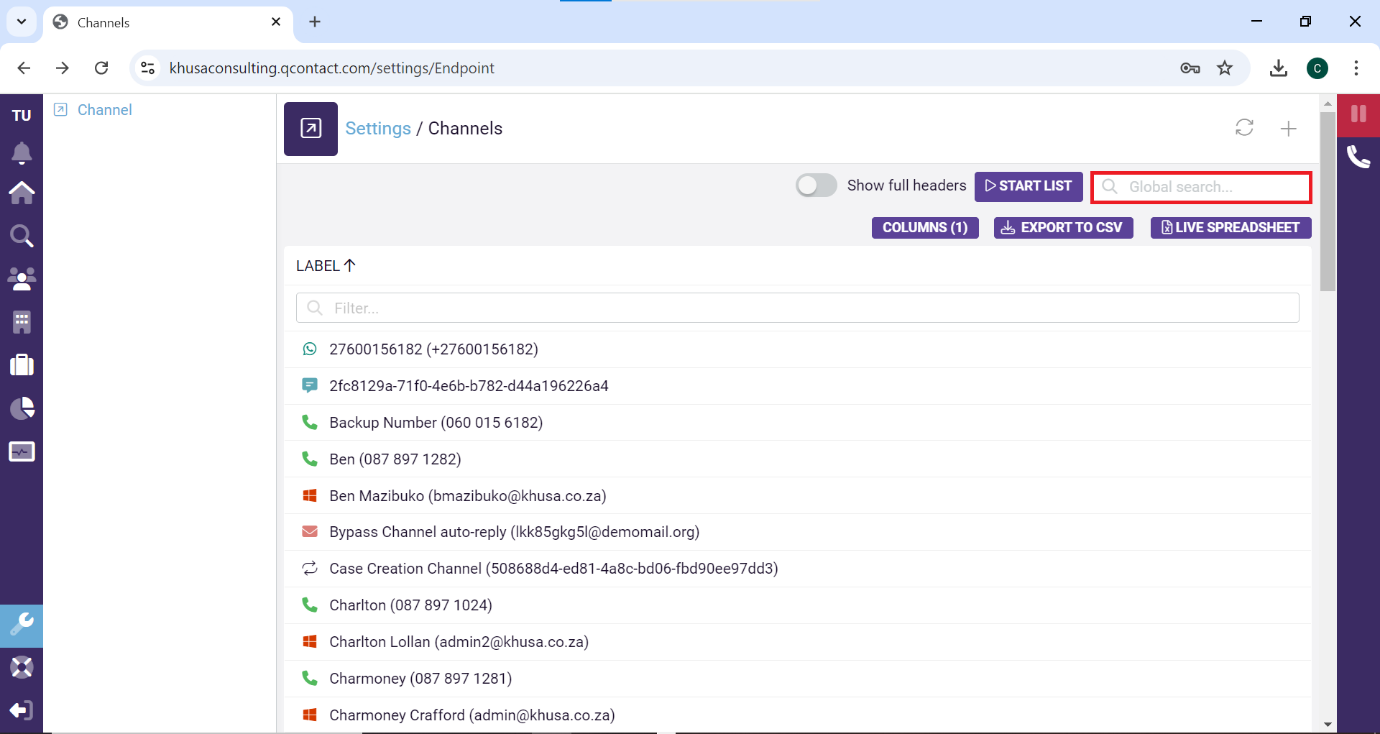 Channels
khusaconsulting.qcontact.com/settings/Endpoint
C
TU
Channel
Settings / Channels
Show full headers
START LIST
Global search...
COLUMNS (1)
EXPORT TO CSV
LIVE SPREADSHEET
LABEL
Filter...
27600156182 (+27600156182)
2fc8129a-71f0-4e6b-b782-d44a196226a4
Backup Number (060 015 6182)
Ben (087 897 1282)
Ben Mazibuko (bmazibuko@khusa.co.za)
Bypass Channel auto-reply (lkk85gkg5l@demomail.org)
Case Creation Channel (508688d4-ed81-4a8c-bd06-fbd90ee97dd3)
Charlton (087 897 1024)
Charlton Lollan (admin2@khusa.co.za)
Charmoney (087 897 1281)
Charmoney Crafford (admin@khusa.co.za)